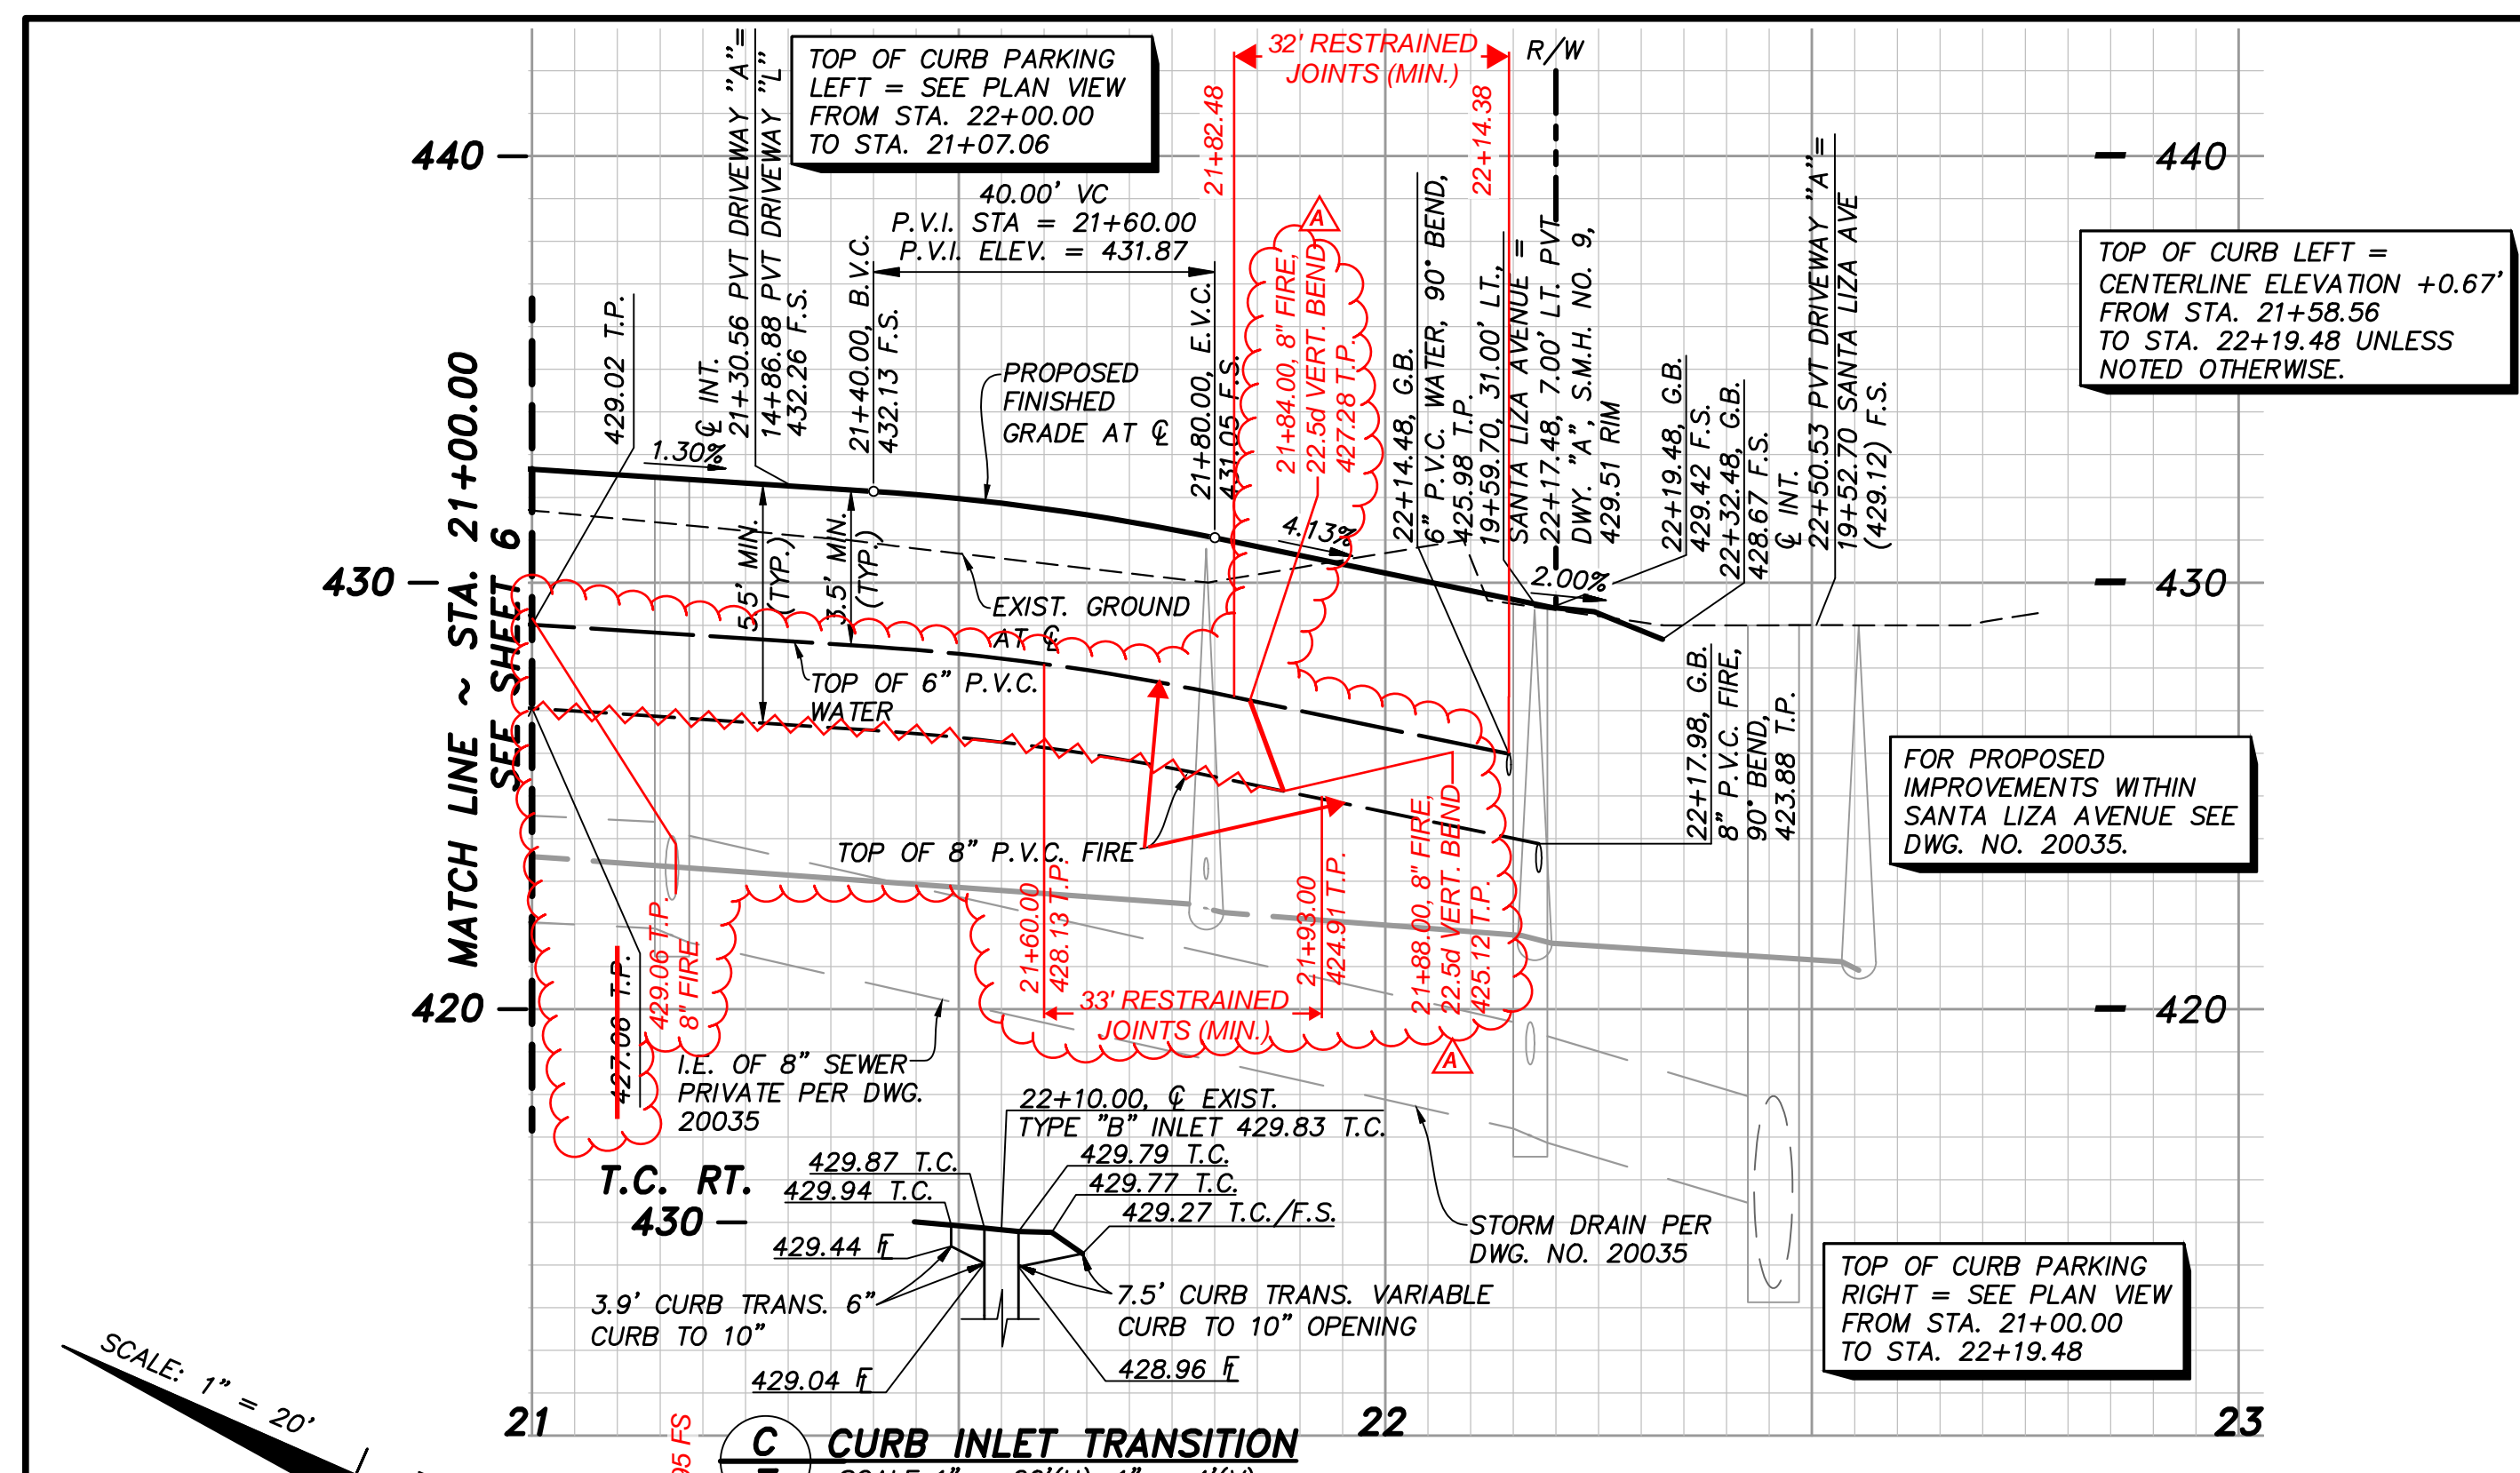 TOP OF CURB PARKING
LEFT = SEE PLAN VIEW
FROM STA. 22+00.00
TO STA. 21+07.06
32' RESTRAINED
JOINTS (MIN.)
21+82.48
22+14.38
R/W
440
440
40.00' VC
P.V.I. STA = 21+60.00
P.V.I. ELEV. = 431.87
TOP OF CURB LEFT =
CENTERLINE ELEVATION +0.67'
FROM STA. 21+58.56
TO STA. 22+19.48 UNLESS
NOTED OTHERWISE.
MATCH LINE ~ STA. 21+00.00
SEE SHEET 6
429.02 T.P.
1.30%
℄ INT.
21+30.56 PVT DRIVEWAY "A"=
14+86.88 PVT DRIVEWAY "L"
432.26 F.S.
21+40.00, B.V.C.
432.13 F.S.
PROPOSED
FINISHED
GRADE AT ℄
21+80.00, E.V.C.
431.05 F.S.
A
21+84.00, 8" FIRE,
22.5d VERT. BEND
427.28 T.P.
4.13%
22+14.48, G.B.
6" P.V.C. WATER, 90° BEND,
425.98 T.P.
19+59.70, 31.00' LT.,
SANTA LIZA AVENUE =
22+17.48, 7.00' LT. PVT
DWY. "A", S.M.H. NO. 9,
429.51 RIM
2.00%
22+19.48, G.B.
429.42 F.S.
22+32.48, G.B.
428.67 F.S.
℄ INT.
22+50.53 PVT DRIVEWAY "A"=
19+52.70 SANTA LIZA AVE
(429.12) F.S.
430
430
5.5' MIN.
(TYP.)
3.5' MIN.
(TYP.)
EXIST. GROUND
AT ℄
TOP OF 6" P.V.C.
WATER
TOP OF 8" P.V.C. FIRE
22+17.98, G.B.
8" P.V.C. FIRE,
90° BEND,
423.88 T.P.
FOR PROPOSED
IMPROVEMENTS WITHIN
SANTA LIZA AVENUE SEE
DWG. NO. 20035.
427.06 T.P.
429.06 T.P.
8" FIRE
21+60.00
428.13 T.P.
21+93.00
424.91 T.P.
21+88.00, 8" FIRE,
22.5d VERT. BEND
425.12 T.P.
33' RESTRAINED
JOINTS (MIN.)
A
420
420
I.E. OF 8" SEWER
PRIVATE PER DWG.
20035
22+10.00, ℄ EXIST.
TYPE "B" INLET 429.83 T.C.
T.C. RT.
430
429.87 T.C.
429.94 T.C.
429.79 T.C.
429.77 T.C.
429.27 T.C./F.S.
429.44 FL
3.9' CURB TRANS. 6"
CURB TO 10"
7.5' CURB TRANS. VARIABLE
CURB TO 10" OPENING
429.04 FL
428.96 FL
STORM DRAIN PER
DWG. NO. 20035
TOP OF CURB PARKING
RIGHT = SEE PLAN VIEW
FROM STA. 21+00.00
TO STA. 22+19.48
SCALE: 1" = 20'
21
22
23
95 FS
C
CURB INLET TRANSITION